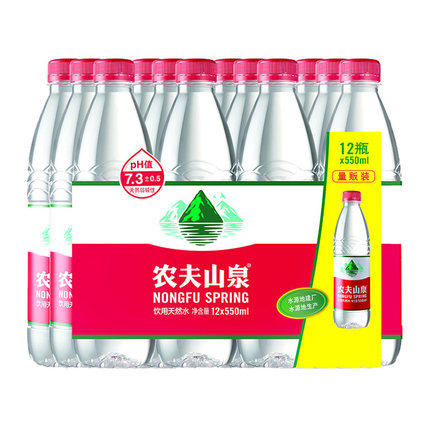 pH值
7.3±0.5
天然弱碱性
农夫山泉®
NONGFU SPRING
饮用天然水 净含量 12x550ml
12瓶
x550ml
量贩装
水源地建厂
水源地生产
农夫山泉
NONGFU SPRING